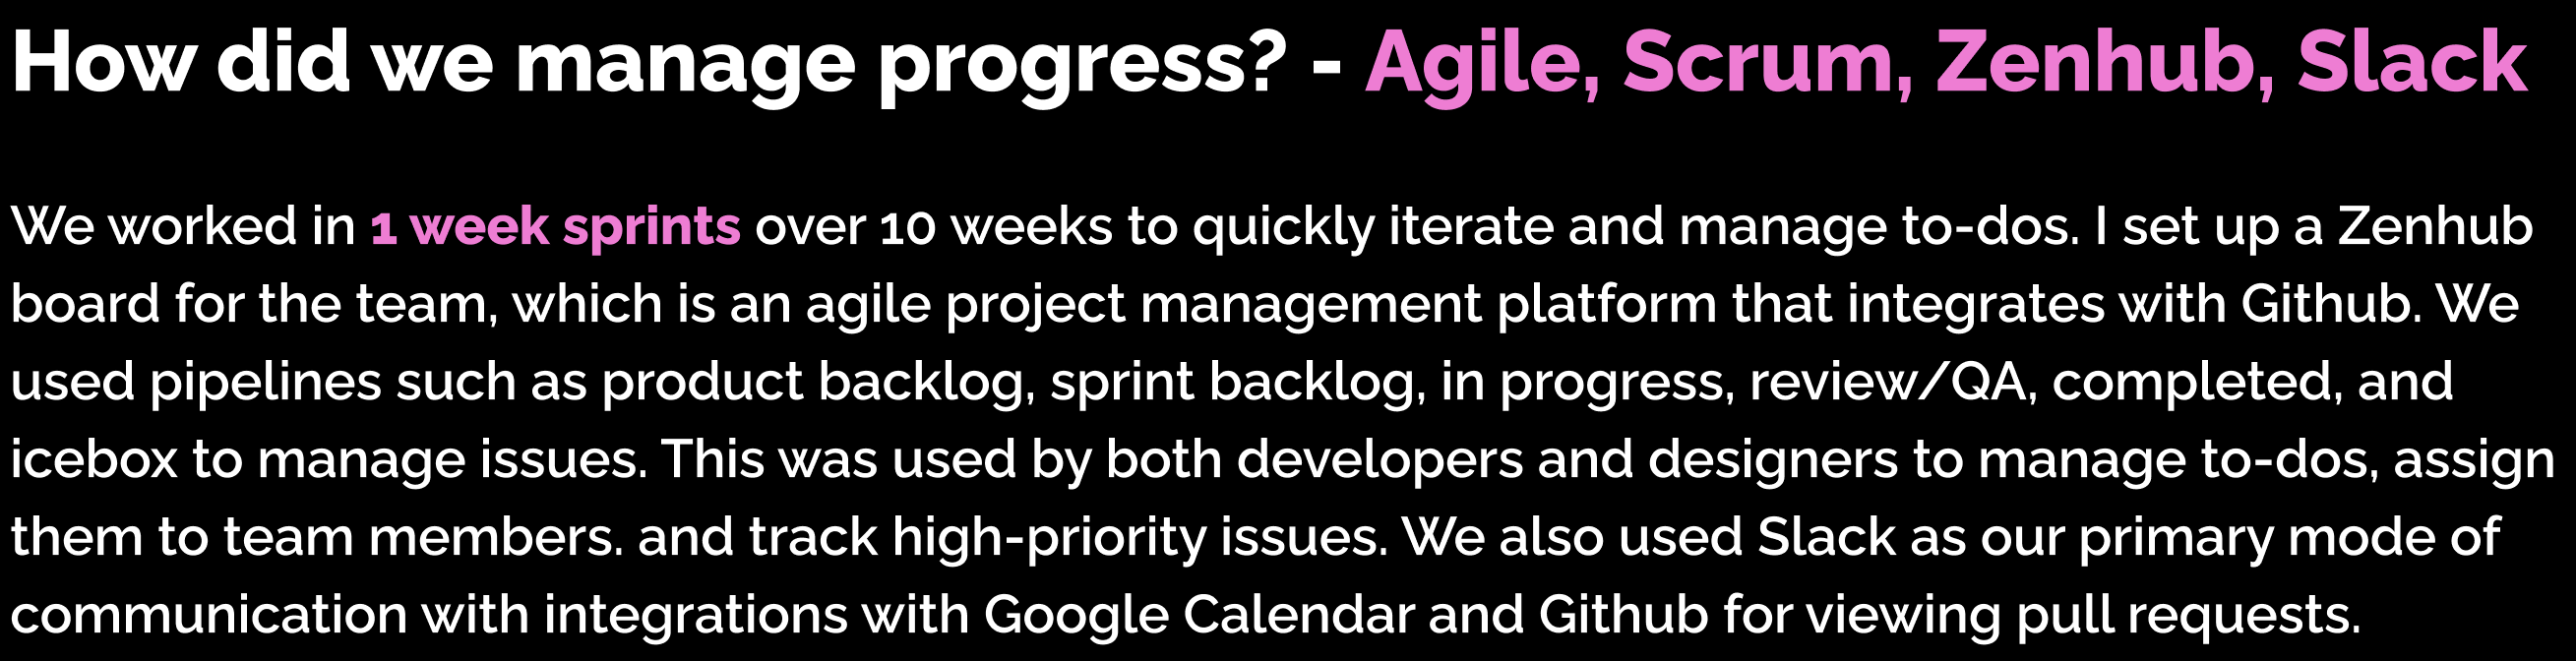 How did we manage progress? - Agile, Scrum, Zenhub, Slack
We worked in 1 week sprints over 10 weeks to quickly iterate and manage to-dos. I set up a Zenhub
board for the team, which is an agile project management platform that integrates with Github. We
used pipelines such as product backlog, sprint backlog, in progress, review/QA, completed, and
icebox to manage issues. This was used by both developers and designers to manage to-dos, assign
them to team members. and track high-priority issues. We also used Slack as our primary mode of
communication with integrations with Google Calendar and Github for viewing pull requests.